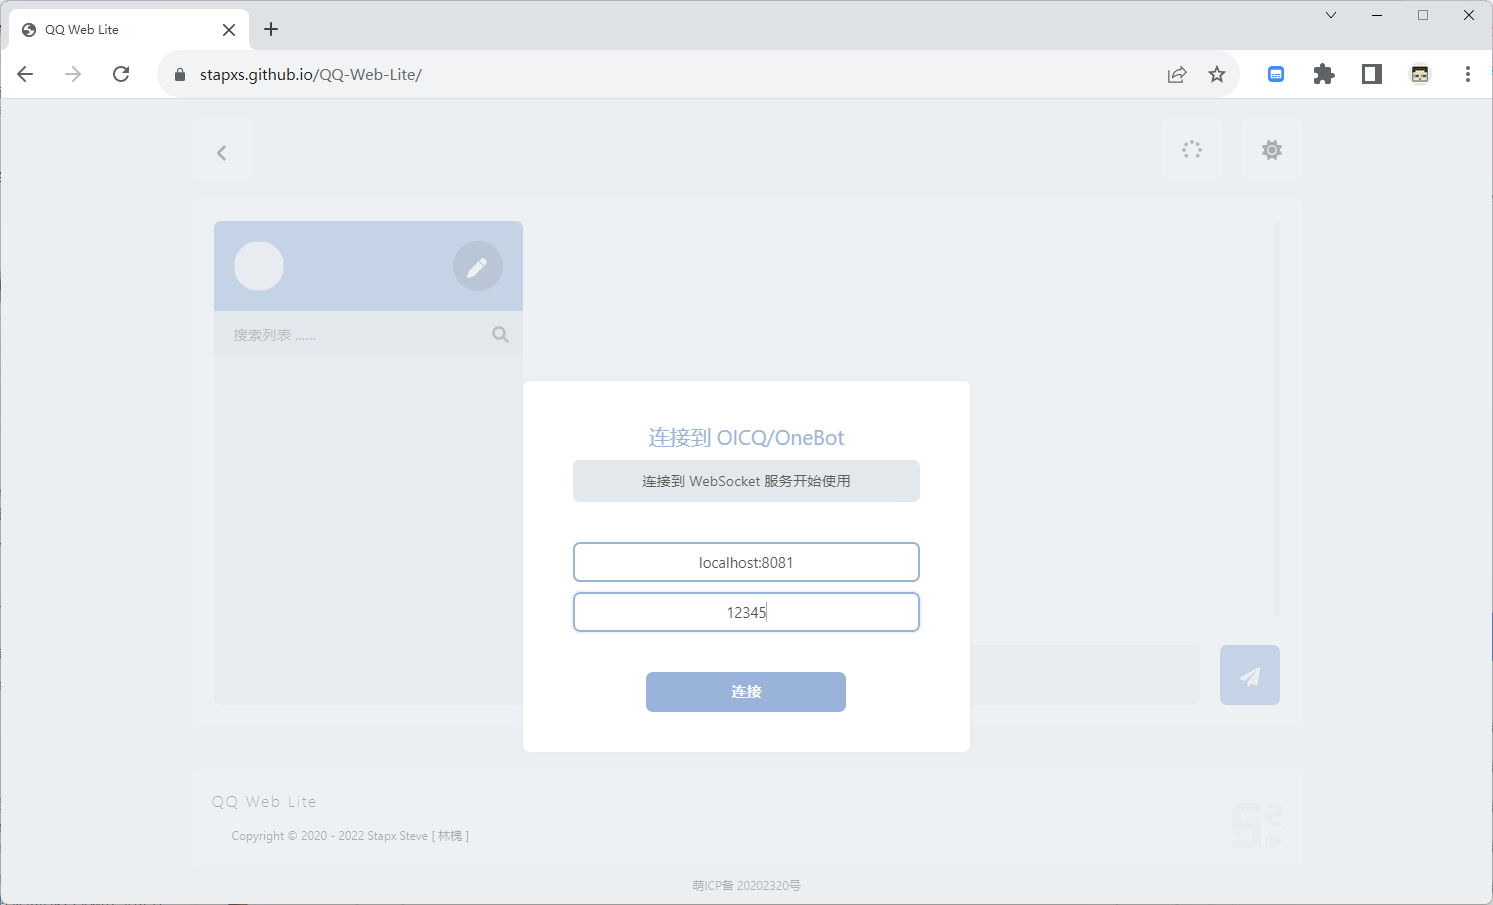 QQ Web Lite
stapxs.github.io/QQ-Web-Lite/
搜索列表 ......
连接到 OICQ/OneBot
连接到 WebSocket 服务开始使用
localhost:8081
12345
连接
QQ Web Lite
Copyright © 2020 - 2022 Stapx Steve [ 林槐 ]
萌ICP备 20202320号